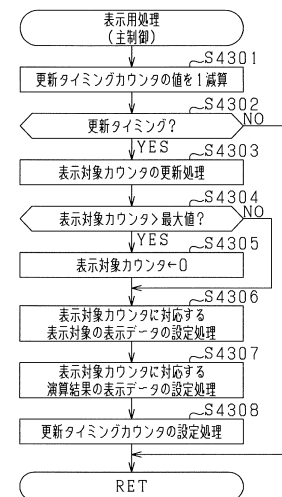 表示用処理
(主制御)
S4301
更新タイミングカウンタの値を1減算
S4302
更新タイミング?
NO
YES
S4303
表示対象カウンタの更新処理
S4304
表示対象カウンタ>最大値?
NO
YES
S4305
表示対象カウンタ←0
S4306
表示対象カウンタに対応する
表示対象の表示データの設定処理
S4307
表示対象カウンタに対応する
演算結果の表示データの設定処理
S4308
更新タイミングカウンタの設定処理
RET